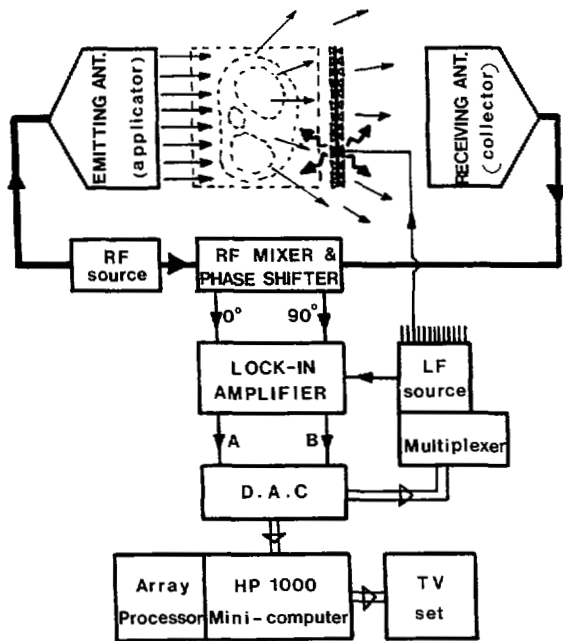 EMITTING ANT.
(applicator)
RECEIVING ANT.
(collector)
RF
source
RF MIXER &
PHASE SHIFTER
0°
90°
LOCK-IN
AMPLIFIER
LF
source
Multiplexer
A
B
D.A.C
Array
Processor
HP 1000
Mini-computer
TV
set